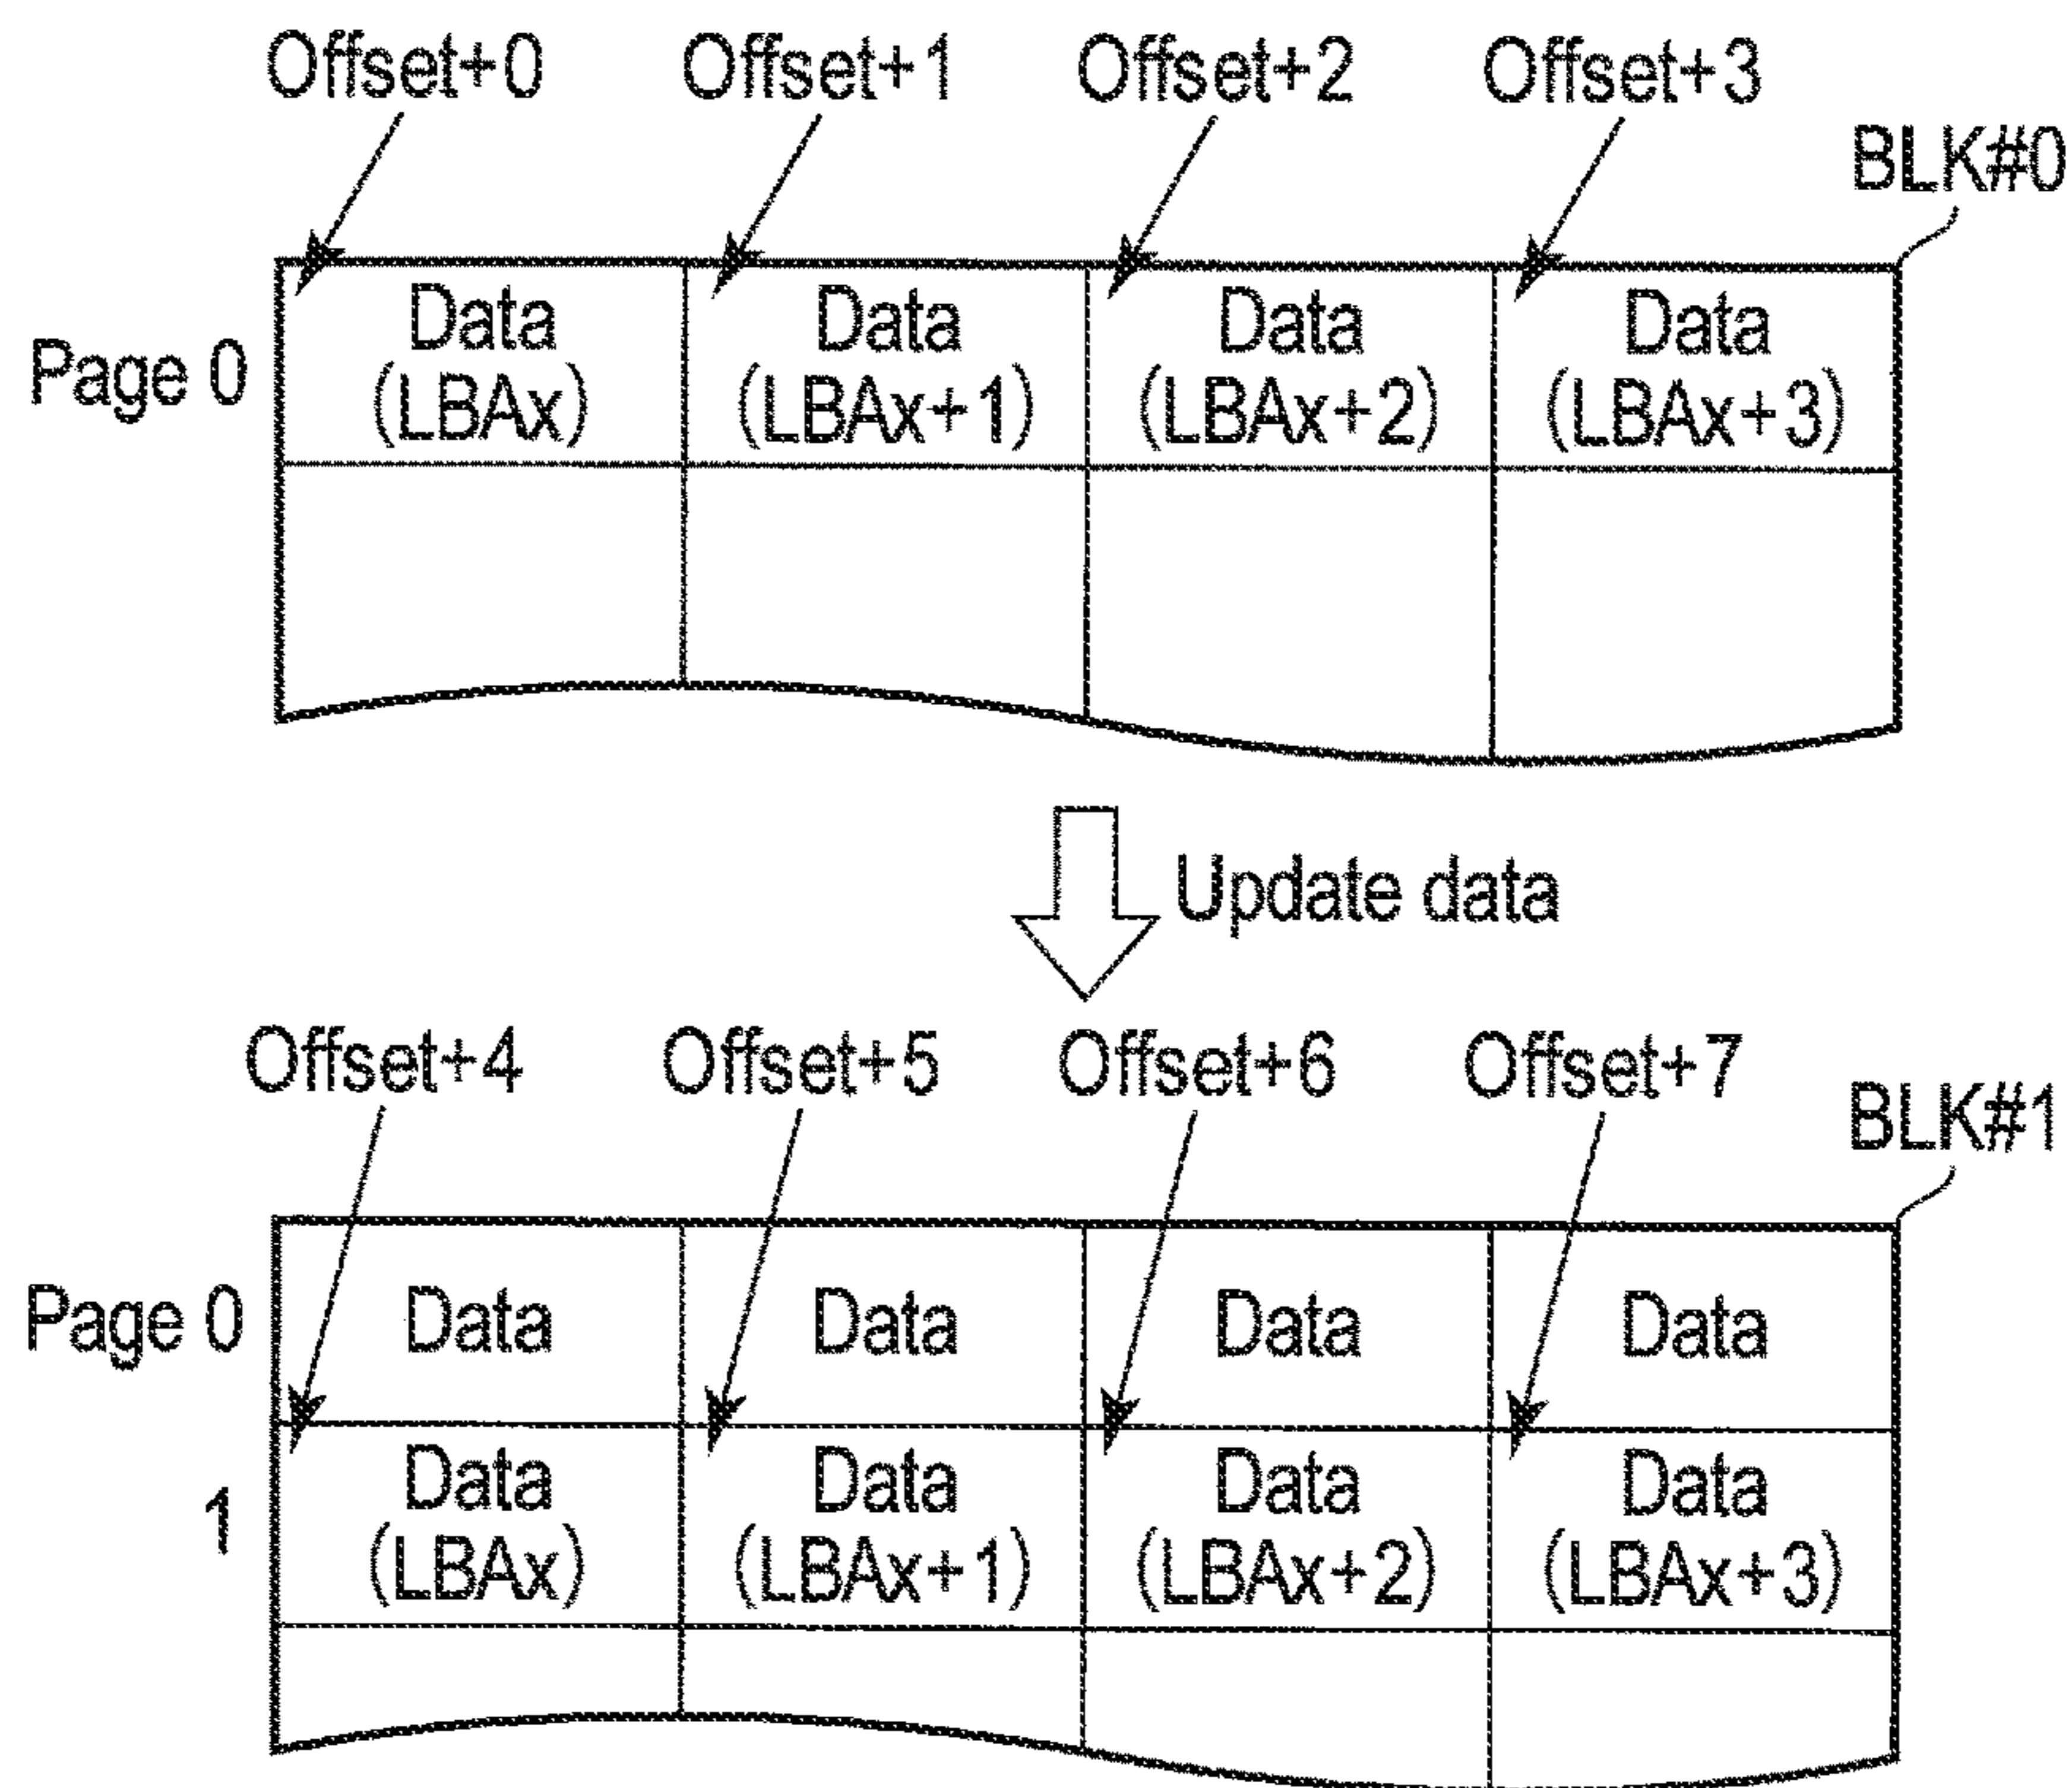 Offset+0 Offset+1 Offset+2 Offset+3
BLK#0
Page 0
Data (LBAx)
Data (LBAx+1)
Data (LBAx+2)
Data (LBAx+3)
Update data
Offset+4 Offset+5 Offset+6 Offset+7
BLK#1
Page 0
Data Data Data Data
1
Data (LBAx)
Data (LBAx+1)
Data (LBAx+2)
Data (LBAx+3)